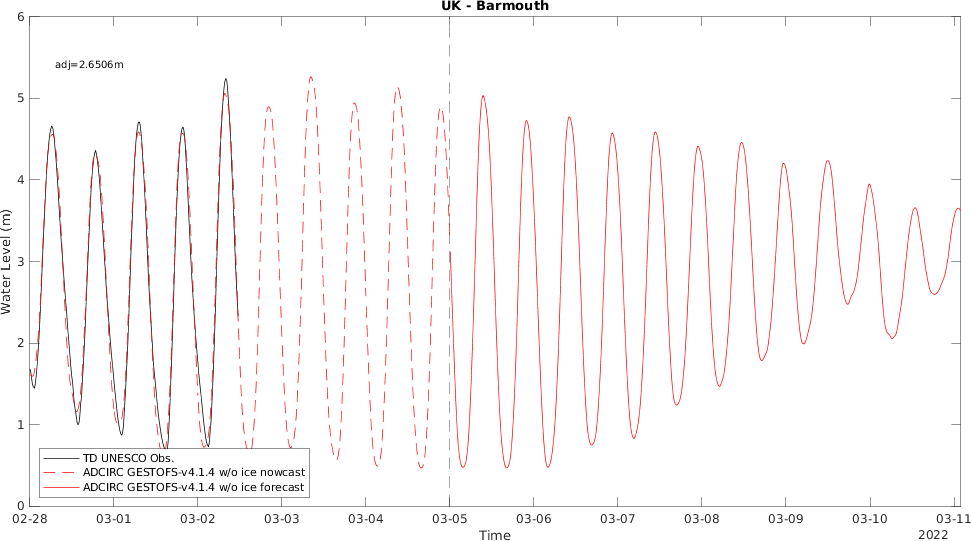 UK - Barmouth
adj=2.6506m
6
5
4
3
2
1
0
Water Level (m)
TD UNESCO Obs.
ADCIRC GESTOFS-v4.1.4 w/o ice nowcast
ADCIRC GESTOFS-v4.1.4 w/o ice forecast
02-28 03-01 03-02 03-03 03-04 03-05 03-06 03-07 03-08 03-09 03-10 03-11
Time
2022